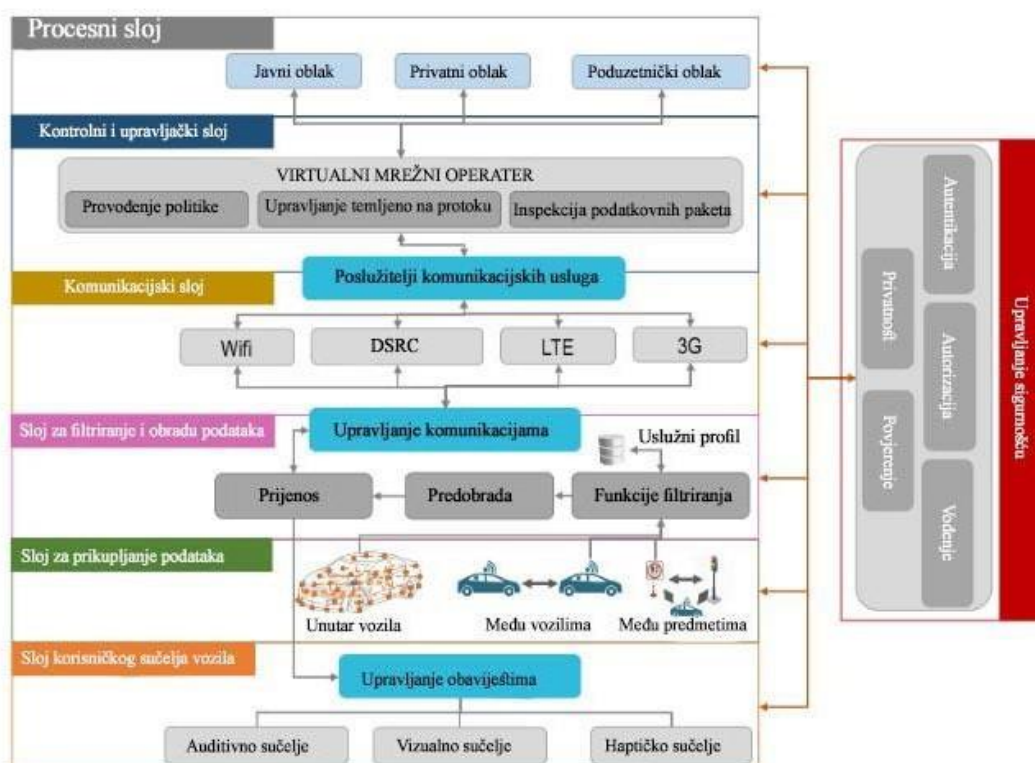 Procesni sloj
Javni oblak
Privatni oblak
Poduzetnički oblak
Kontrolni i upravljački sloj
VIRTUALNI MREŽNI OPERATER
Provođenje politike
Upravljanje temljeno na protoku
Inspekcija podatkovnih paketa
Poslužitelji komunikacijskih usluga
Komunikacijski sloj
Wifi
DSRC
LTE
3G
Sloj za filtriranje i obradu podataka
Upravljanje komunikacijama
Uslužni profil
Prijenos
Predobrada
Funkcije filtriranja
Sloj za prikupljanje podataka
Unutar vozila
Među vozilima
Među predmetima
Sloj korisničkog sučelja vozila
Upravljanje obaviještima
Auditivno sučelje
Vizualno sučelje
Haptičko sučelje
Autentikacija
Privatnost
Autorizacija
Povjerenje
Vođenje
Upravljanje sigurnošću